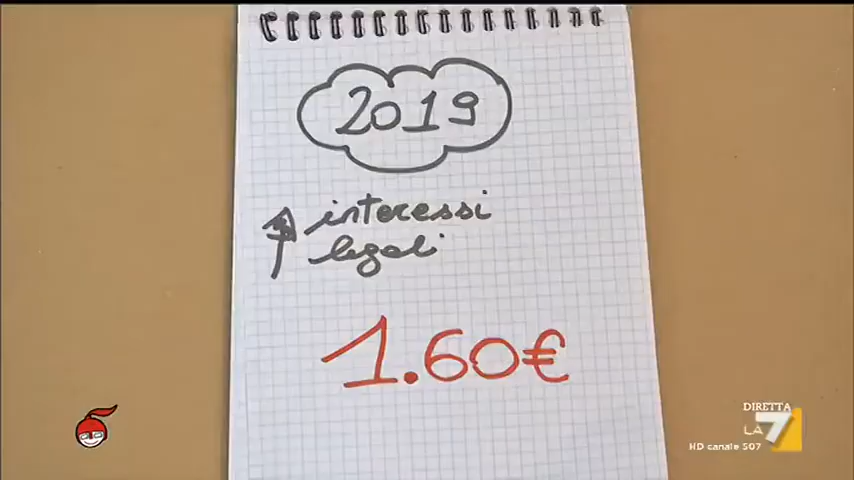 2019
interessi
legali
1.60€
DIRETTA
LA7
HD canale 507